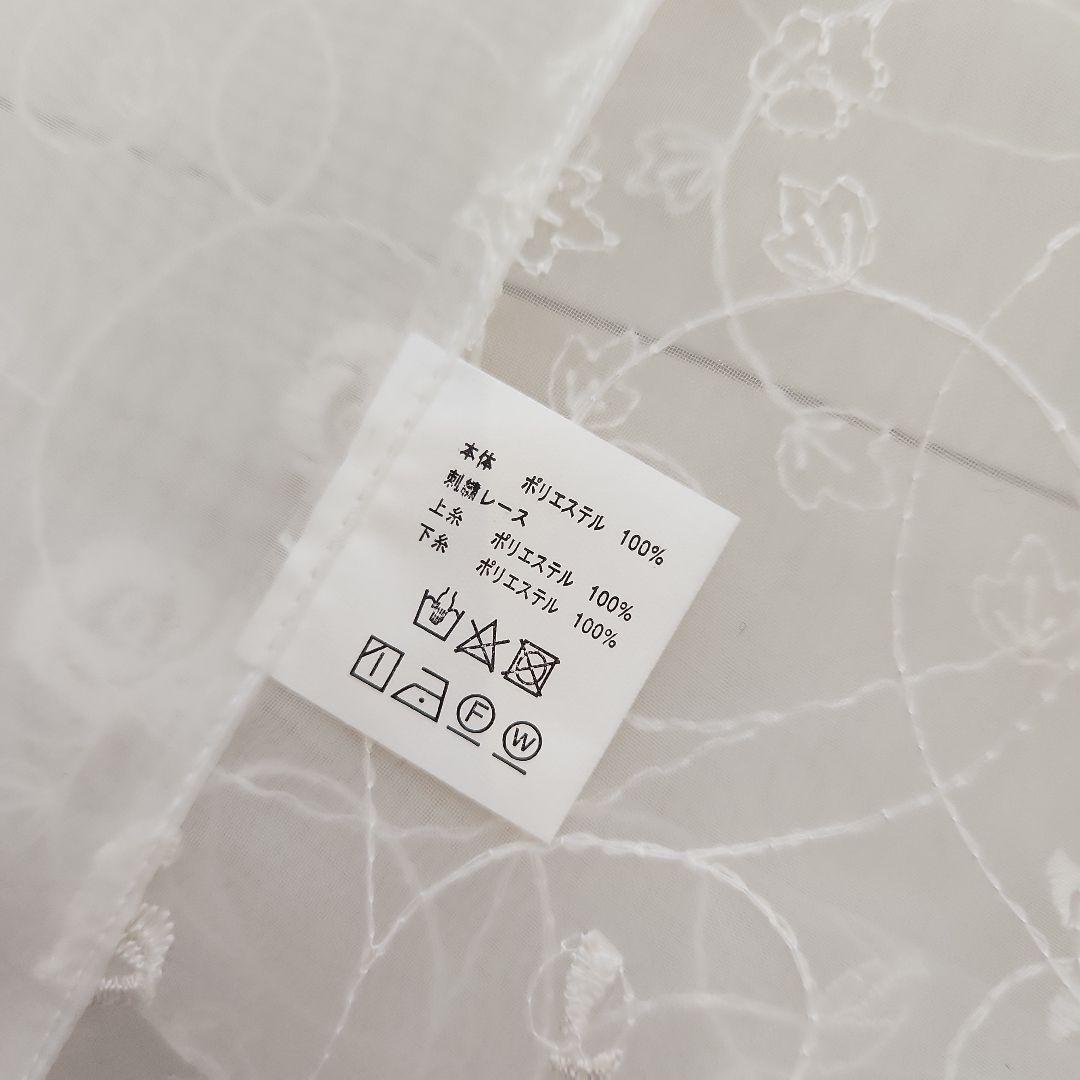 本体 ポリエステル 100%
刺繍レース
上糸 ポリエステル 100%
下糸 ポリエステル 100%
F W